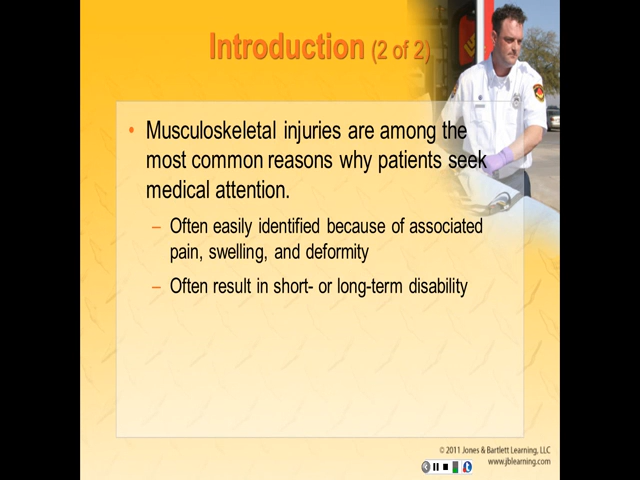 Introduction (2 of 2)
• Musculoskeletal injuries are among the
most common reasons why patients seek
medical attention.
– Often easily identified because of associated
pain, swelling, and deformity
– Often result in short- or long-term disability
© 2011 Jones & Bartlett Learning, LLC
www.jblearning.com